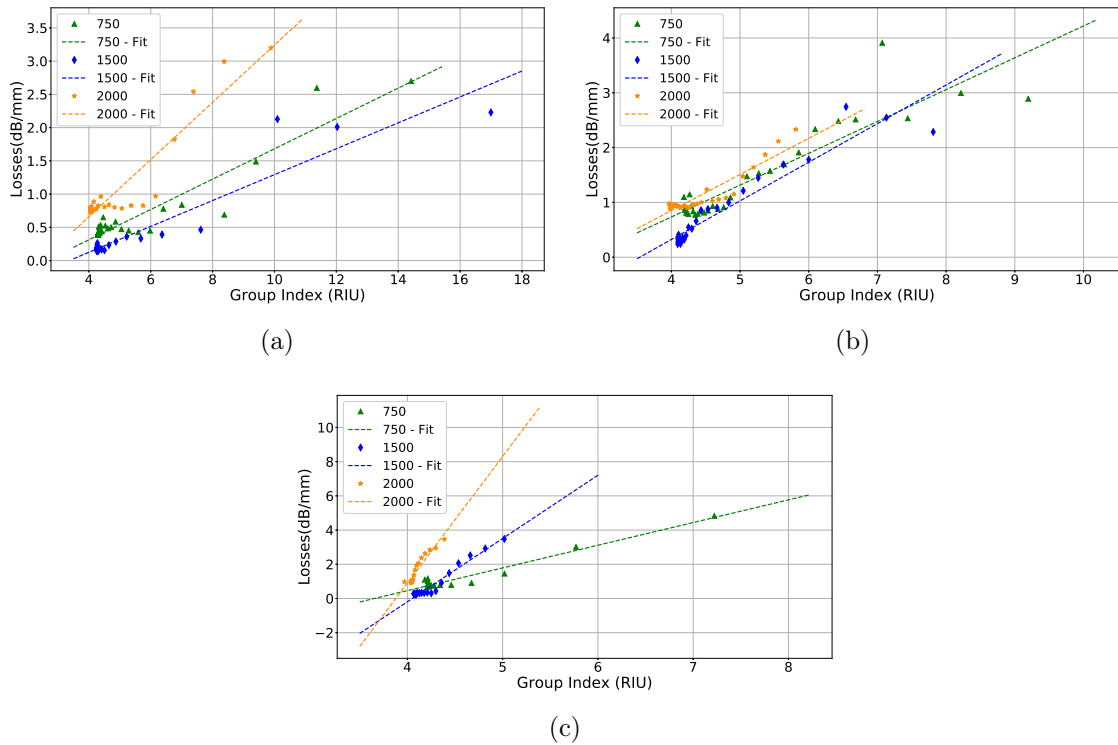 3.5
3.0
2.5
2.0
1.5
1.0
0.5
0.0
Losses(dB/mm)
750
750 - Fit
1500
1500 - Fit
2000
2000 - Fit
4 6 8 10 12 14 16 18
Group Index (RIU)
(a)
4
3
2
1
0
Losses(dB/mm)
750
750 - Fit
1500
1500 - Fit
2000
2000 - Fit
4 5 6 7 8 9 10
Group Index (RIU)
(b)
10
8
6
4
2
0
−2
Losses(dB/mm)
750
750 - Fit
1500
1500 - Fit
2000
2000 - Fit
4 5 6 7 8
Group Index (RIU)
(c)